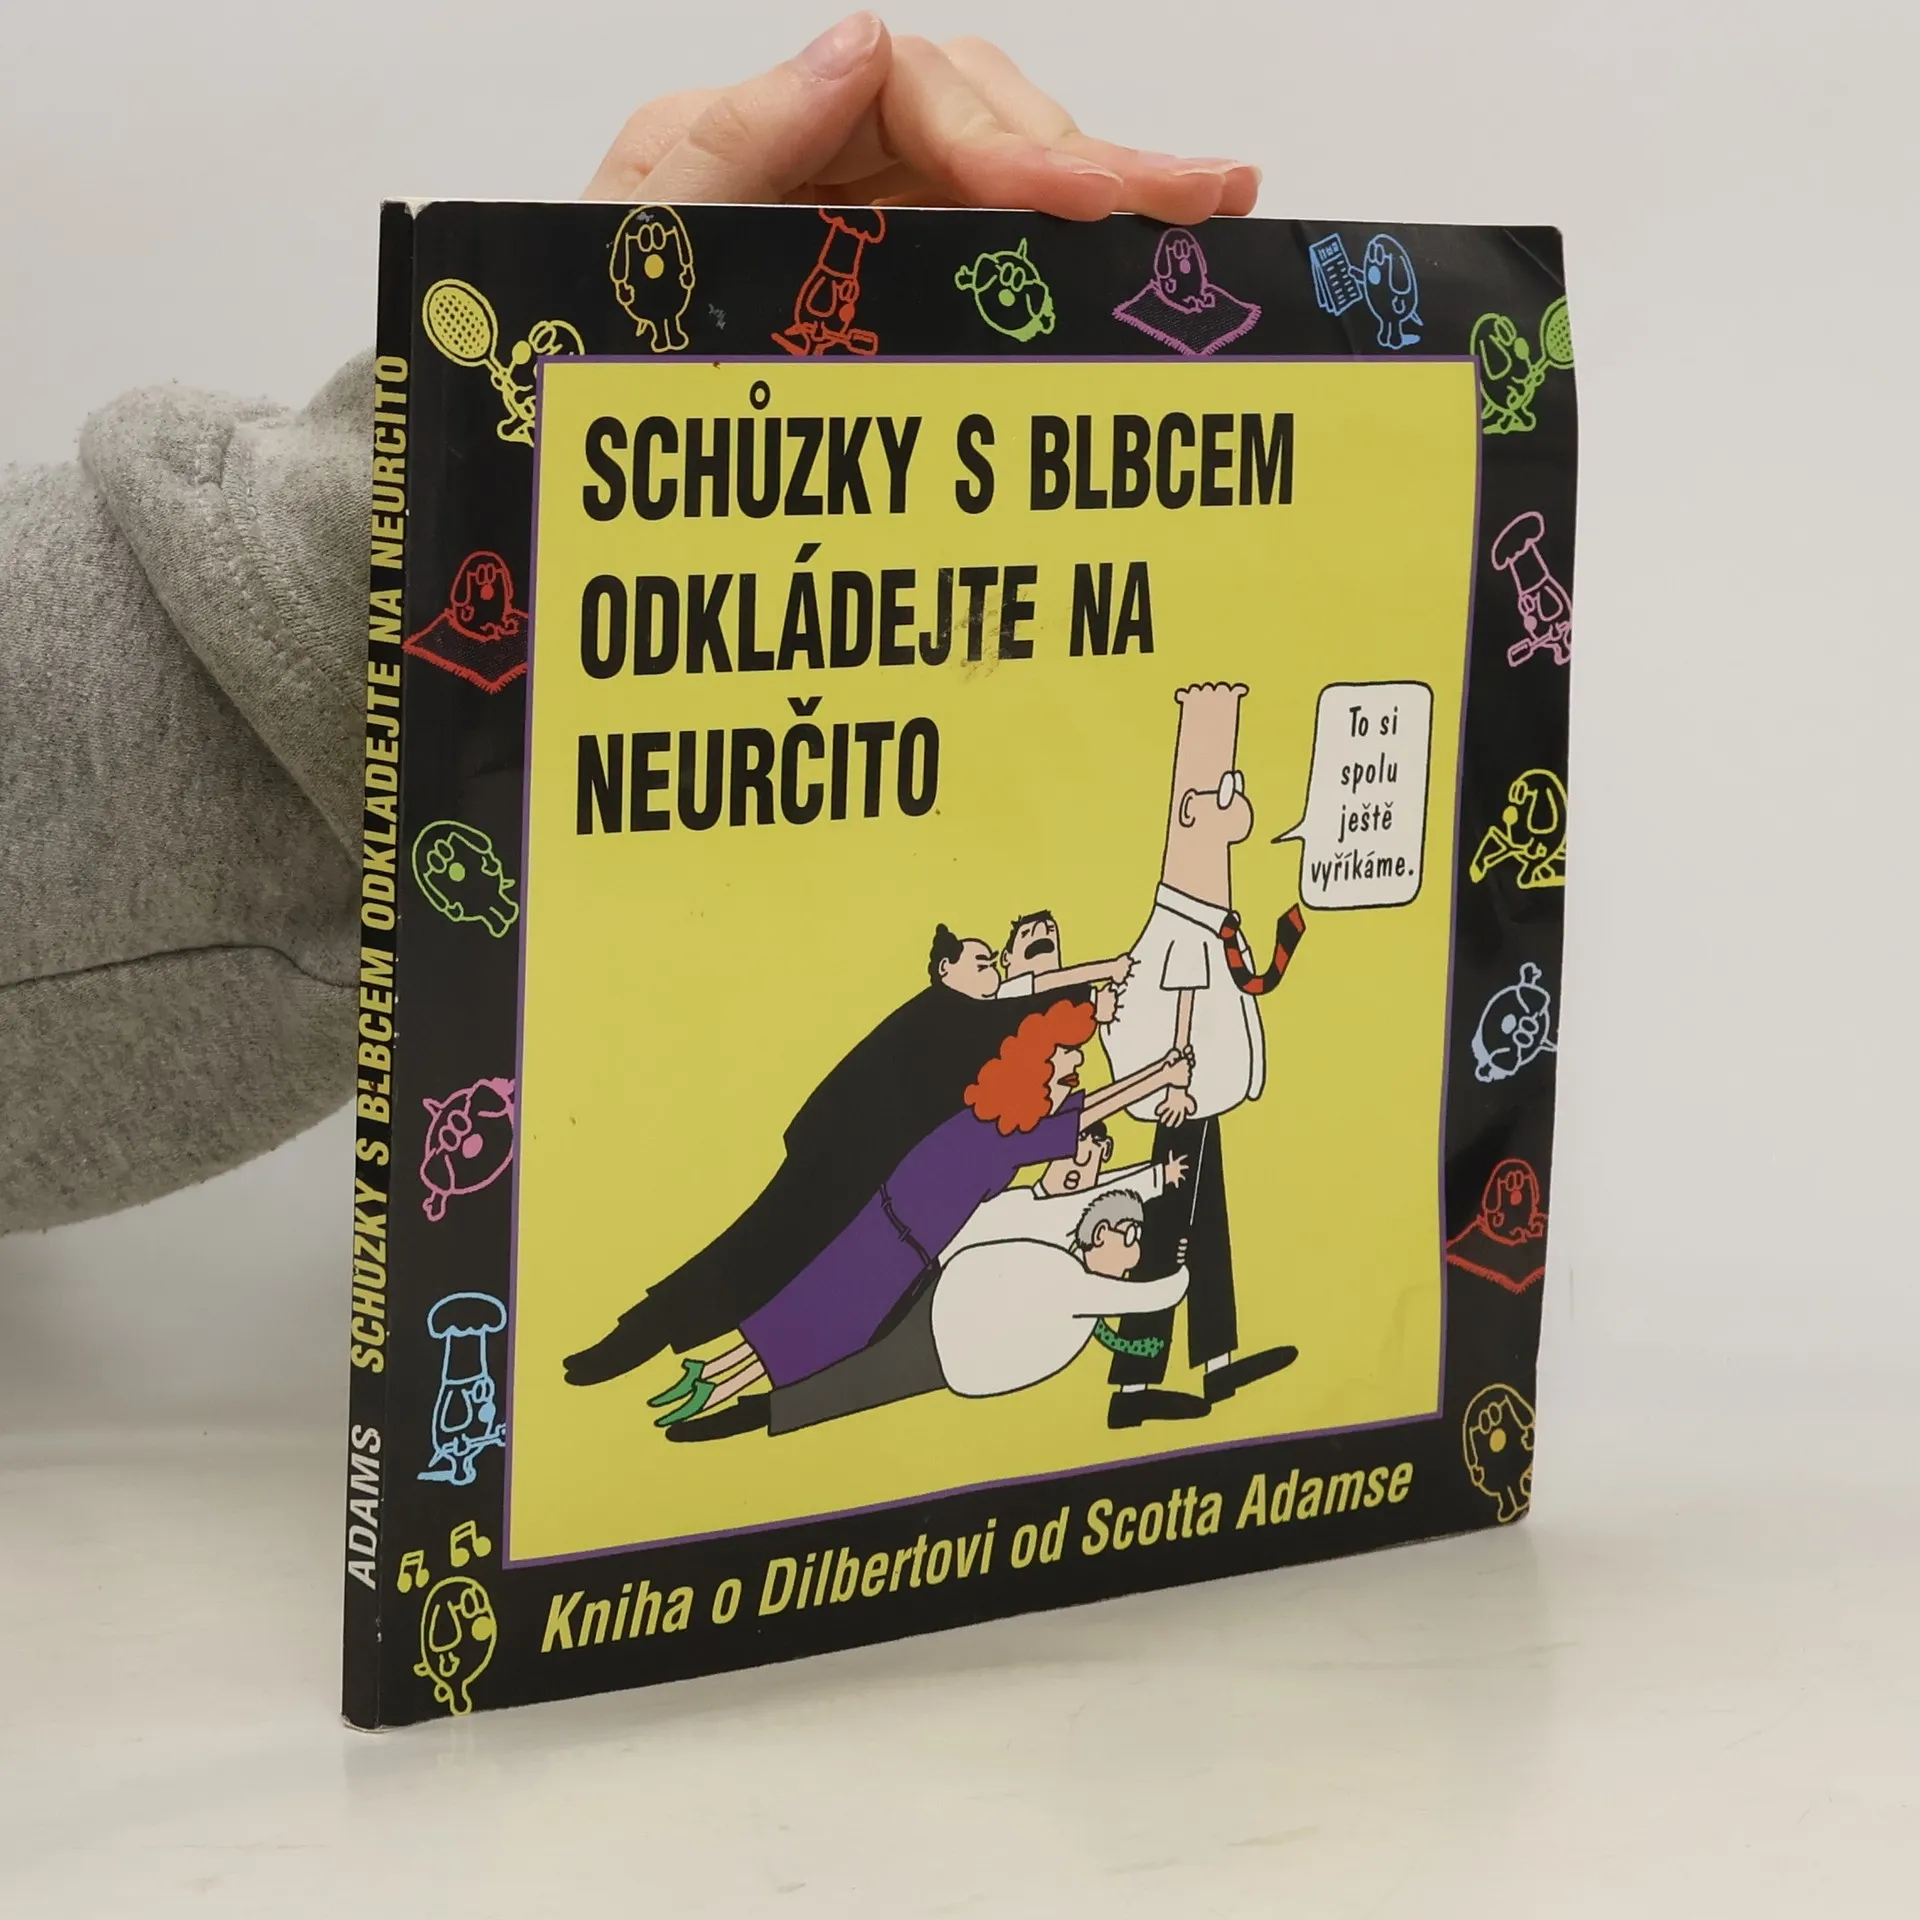 SCHŮZKY S BLBCEM
ODKLÁDEJTE NA
NEURČITO
To si
spolu
ještě
vyříkáme.
Kniha o Dilbertovi od Scotta Adamse
ADAMS SCHŮZKY S BLBCEM ODKLÁDEJTE NA NEURČITO